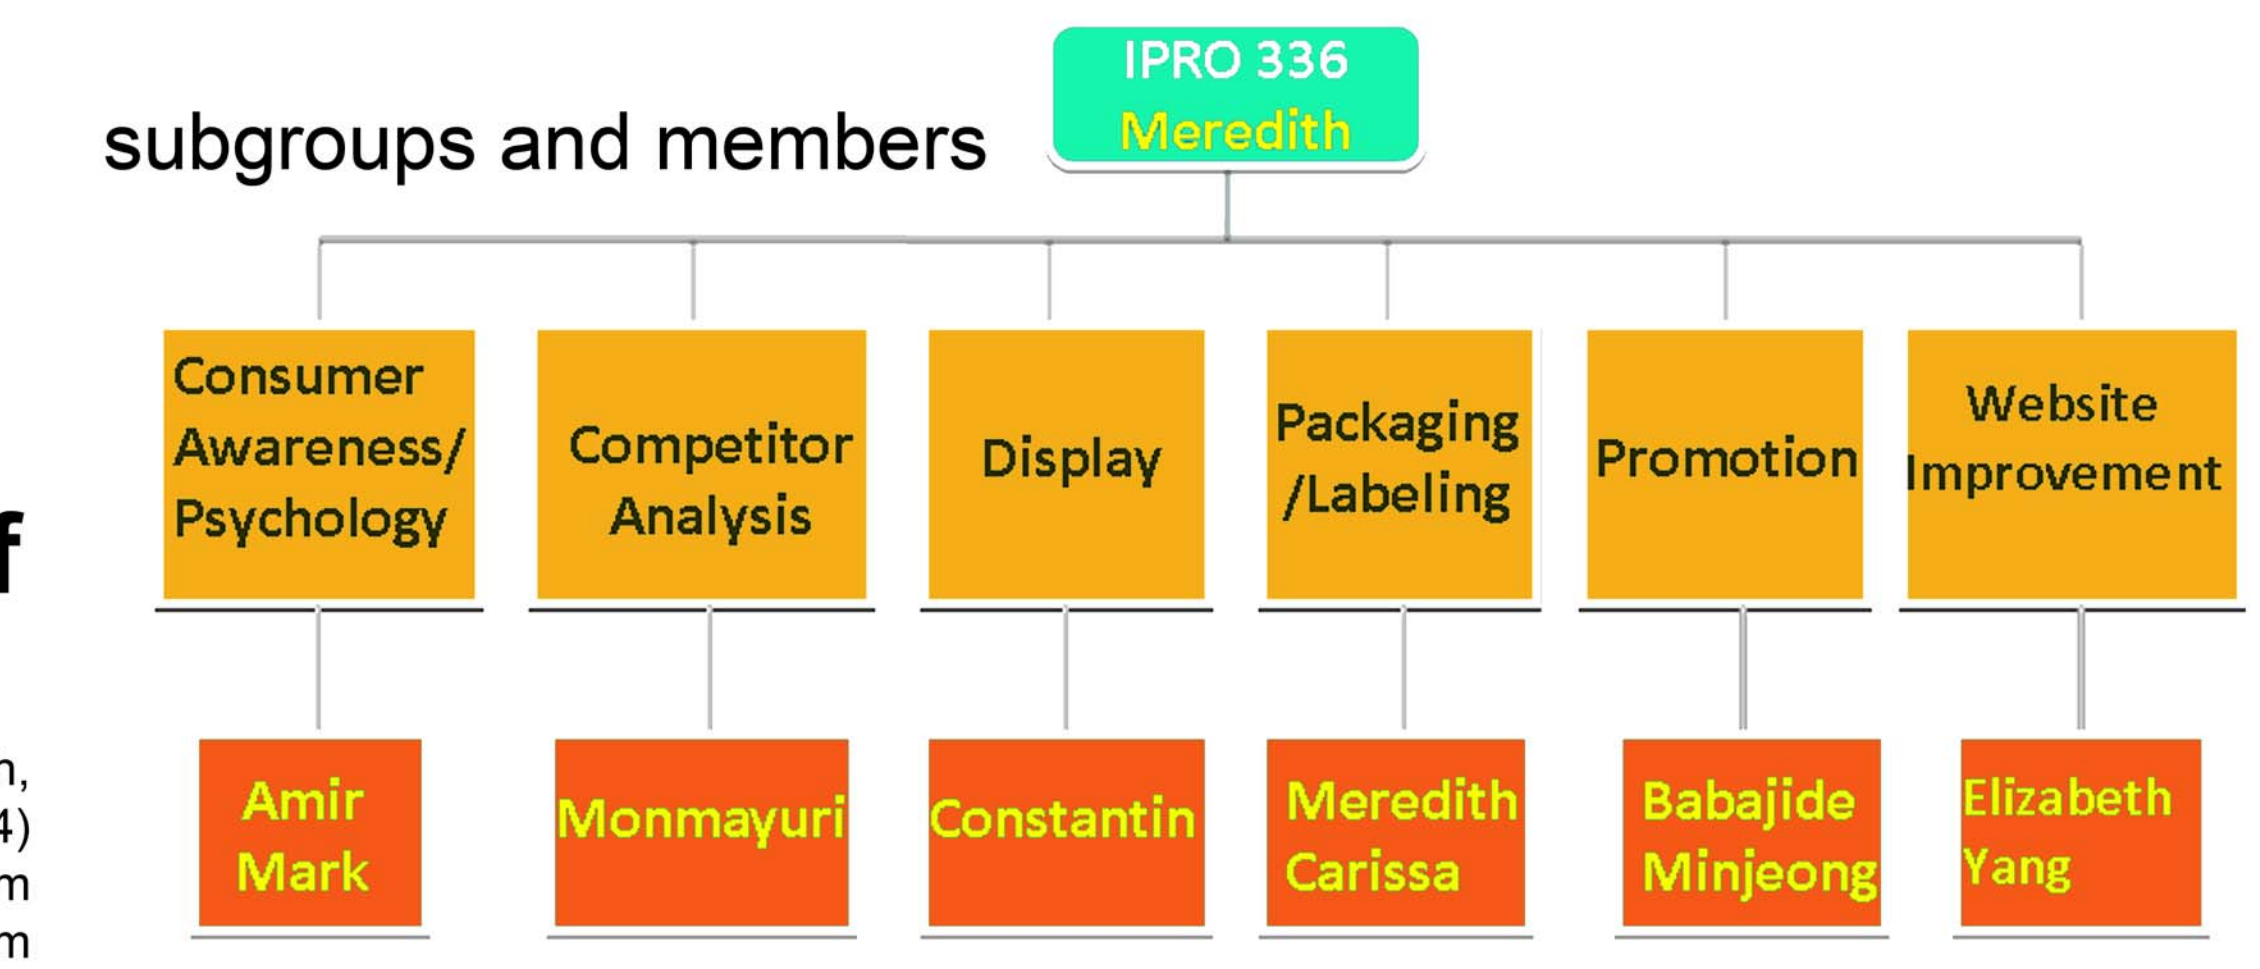 IPRO 336
Meredith
subgroups and members
Consumer
Awareness/
Psychology
Competitor
Analysis
Display
Packaging
/Labeling
Promotion
Website
Improvement
Amir
Mark
Monmayuri
Constantin
Meredith
Carissa
Babajide
Minjeong
Elizabeth
Yang
f
n,
4)
m
m